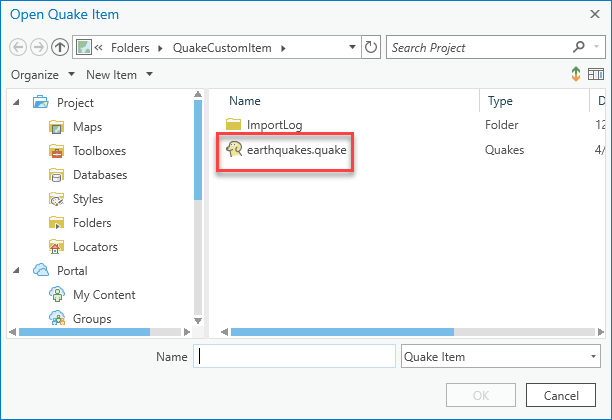 Open Quake Item
« Folders QuakeCustomItem Search Project
Organize New Item
Project
Maps
Toolboxes
Databases
Styles
Folders
Locators
Portal
My Content
Groups
Name Type D
ImportLog Folder 12
earthquakes.quake Quakes 4/
Name Quake Item
OK Cancel